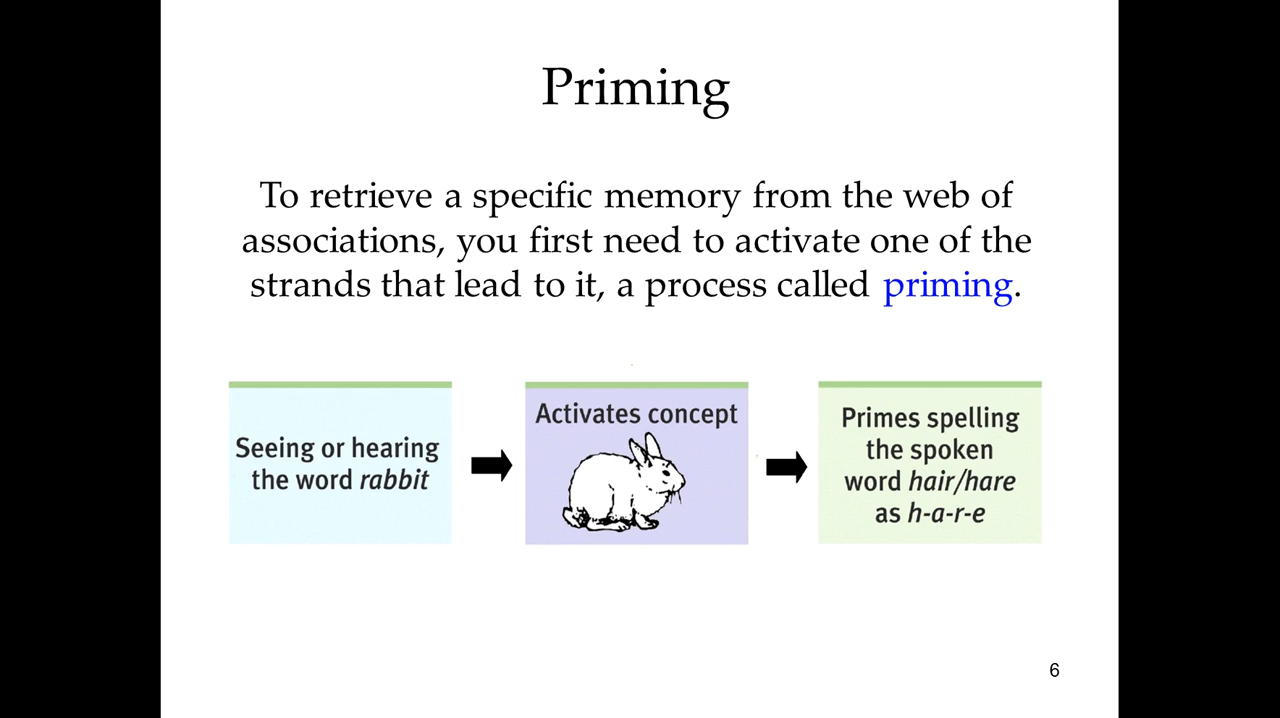 Priming
To retrieve a specific memory from the web of
associations, you first need to activate one of the
strands that lead to it, a process called priming.
Seeing or hearing
the word rabbit
Activates concept
Primes spelling
the spoken
word hair/hare
as h-a-r-e
6